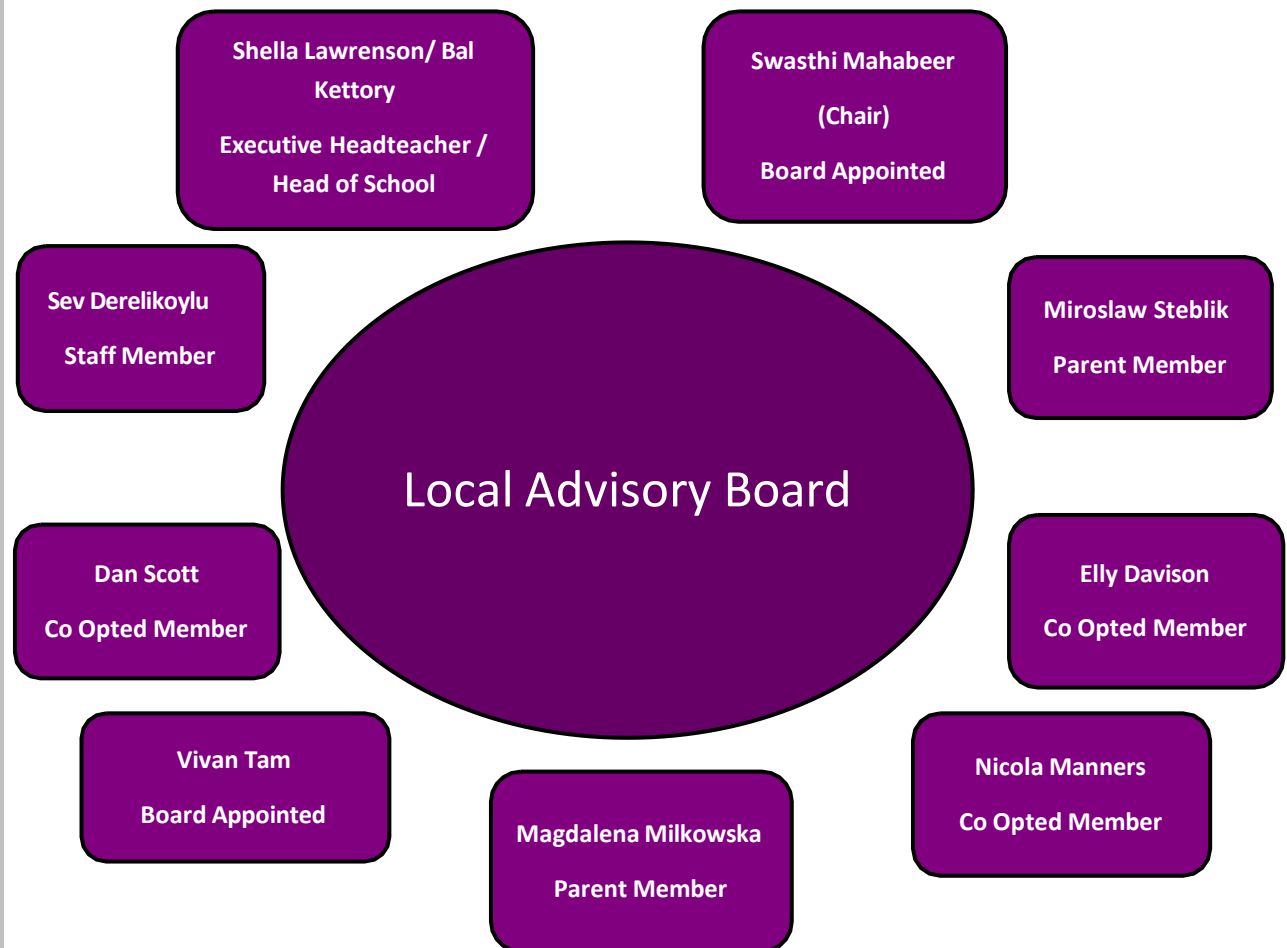 Shella Lawrenson/ Bal
Kettory
Executive Headteacher /
Head of School
Swasthi Mahabeer
(Chair)
Board Appointed
Sev Derelikoylu
Staff Member
Miroslaw Steblik
Parent Member
Local Advisory Board
Dan Scott
Co Opted Member
Elly Davison
Co Opted Member
Vivan Tam
Board Appointed
Nicola Manners
Co Opted Member
Magdalena Milkowska
Parent Member